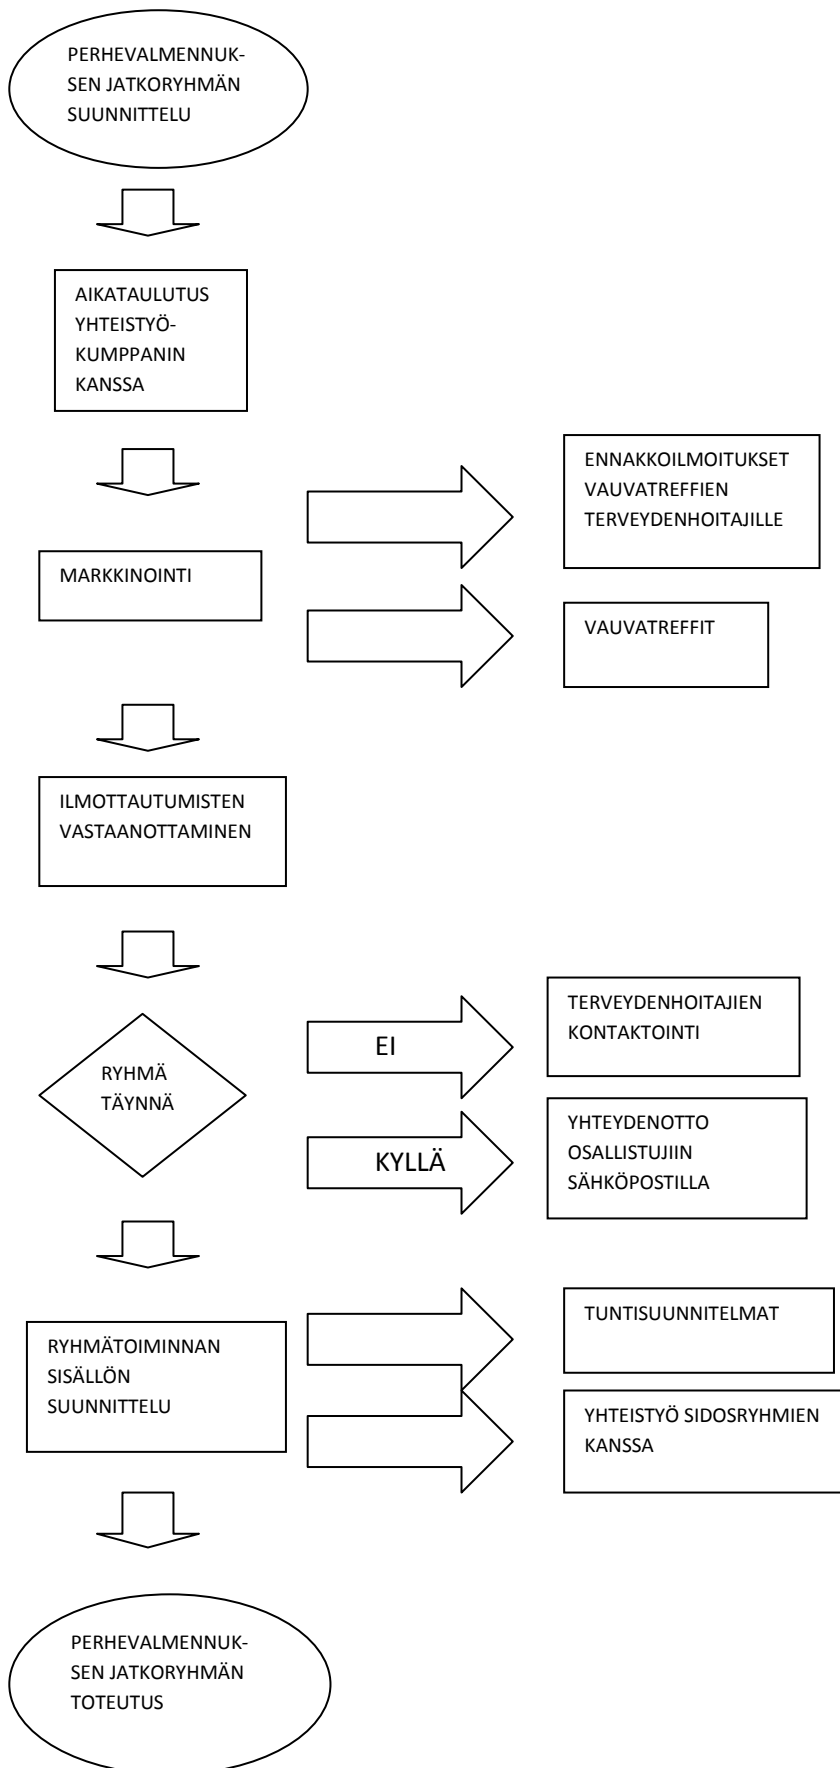 PERHEVALMENNUK-
SEN JATKORYHMÄN
SUUNNITTELU
AIKATAULUTUS
YHTEISTYÖ-
KUMPPANIN
KANSSA
MARKKINOINTI
ENNAKKOILMOITUKSET
VAUVATREFFIEN
TERVEYDENHOITAJILLE
VAUVATREFFIT
ILMOTTAUTUMISTEN
VASTAANOTTAMINEN
RYHMÄ
TÄYNNÄ
EI
TERVEYDENHOITAJIEN
KONTAKTOINTI
KYLLÄ
YHTEYDENOTTO
OSALLISTUJIIN
SÄHKÖPOSTILLA
RYHMÄTOIMINNAN
SISÄLLÖN
SUUNNITTELU
TUNTISUUNNITELMAT
YHTEISTYÖ SIDOSRYHMIEN
KANSSA
PERHEVALMENNUK-
SEN JATKORYHMÄN
TOTEUTUS